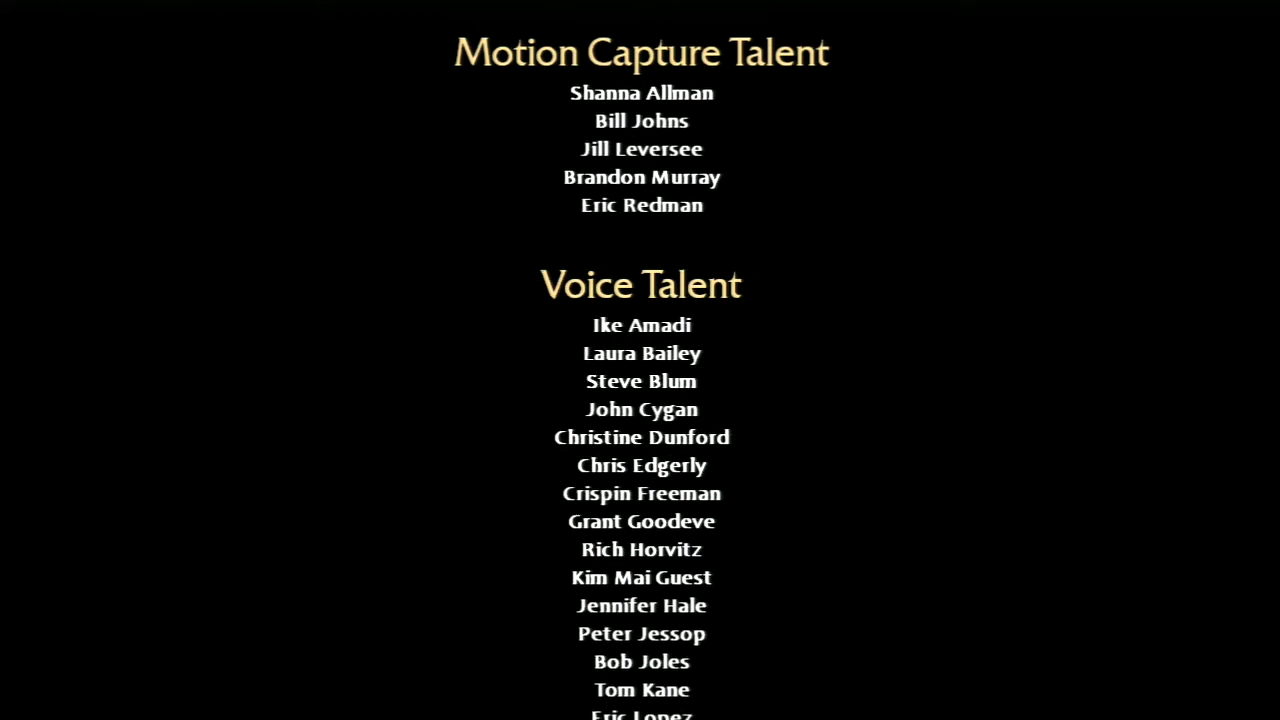 Motion Capture Talent
Shanna Allman
Bill Johns
Jill Leversee
Brandon Murray
Eric Redman
Voice Talent
Ike Amadi
Laura Bailey
Steve Blum
John Cygan
Christine Dunford
Chris Edgerly
Crispin Freeman
Grant Goodeve
Rich Horvitz
Kim Mai Guest
Jennifer Hale
Peter Jessop
Bob Joles
Tom Kane
Eric Lopez